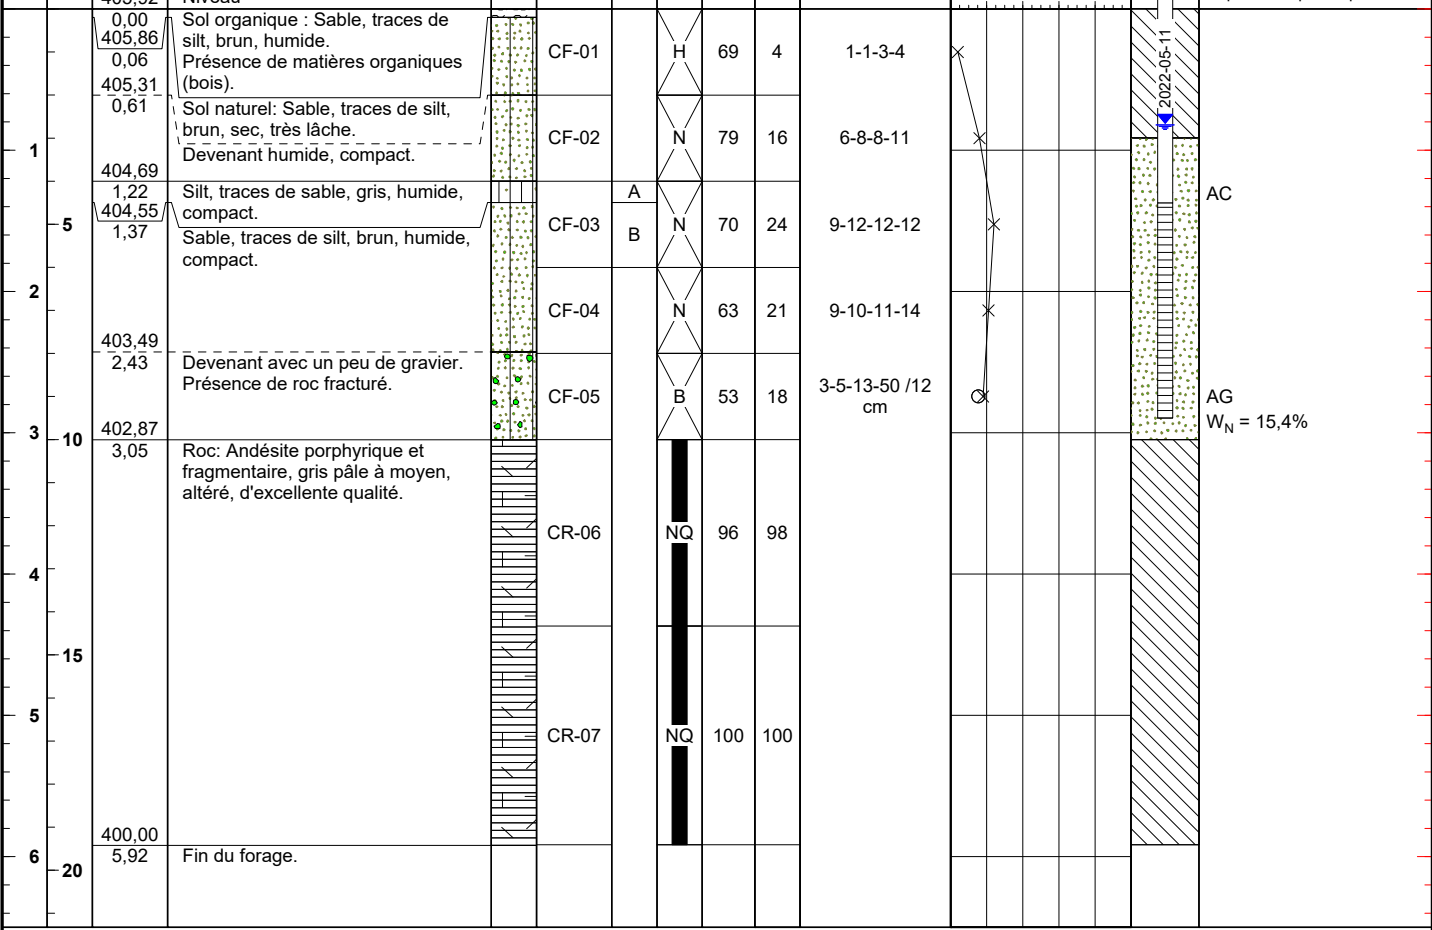 0,00
405,86
0,06
405,31
0,61
404,69
1,22
404,55
1,37
403,49
2,43
402,87
3,05
400,00
5,92
Sol organique : Sable, traces de
silt, brun, humide.
Présence de matières organiques
(bois).
Sol naturel: Sable, traces de silt,
brun, sec, très lâche.
Devenant humide, compact.
Silt, traces de sable, gris, humide,
compact.
Sable, traces de silt, brun, humide,
compact.
Devenant avec un peu de gravier.
Présence de roc fracturé.
Roc: Andésite porphyrique et
fragmentaire, gris pâle à moyen,
altéré, d'excellente qualité.
Fin du forage.
1
2
3
4
5
6
5
10
15
20
CF-01 H 69 4 1-1-3-4
CF-02 N 79 16 6-8-8-11
CF-03 A B N 70 24 9-12-12-12
CF-04 N 63 21 9-10-11-14
CF-05 B 53 18 3-5-13-50 /12
cm
CR-06 NQ 96 98
CR-07 NQ 100 100
2022-05-11
AC
AG
WN = 15,4%